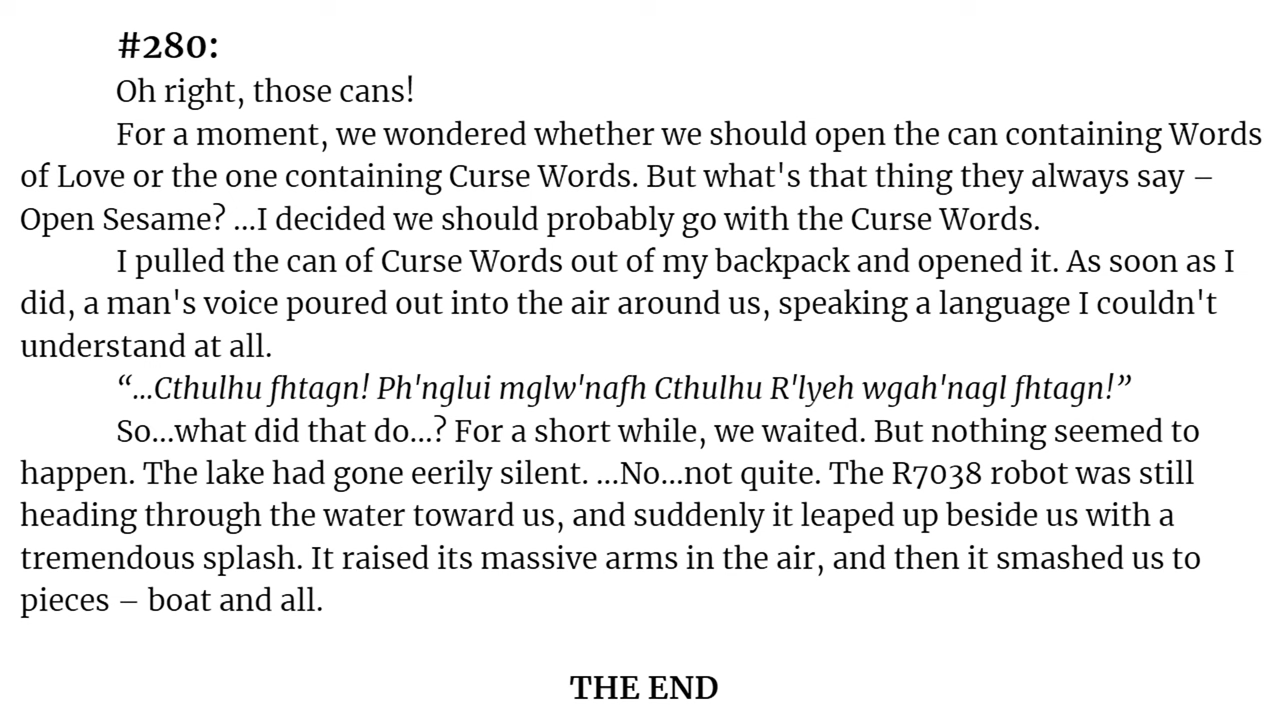 #280:
Oh right, those cans!
For a moment, we wondered whether we should open the can containing Words
of Love or the one containing Curse Words. But what's that thing they always say –
Open Sesame? ...I decided we should probably go with the Curse Words.
I pulled the can of Curse Words out of my backpack and opened it. As soon as I
did, a man's voice poured out into the air around us, speaking a language I couldn't
understand at all.
“...Cthulhu fhtagn! Ph'nglui mglw'nafh Cthulhu R'lyeh wgah'nagl fhtagn!”
So...what did that do...? For a short while, we waited. But nothing seemed to
happen. The lake had gone eerily silent. ...No...not quite. The R7038 robot was still
heading through the water toward us, and suddenly it leaped up beside us with a
tremendous splash. It raised its massive arms in the air, and then it smashed us to
pieces – boat and all.
THE END